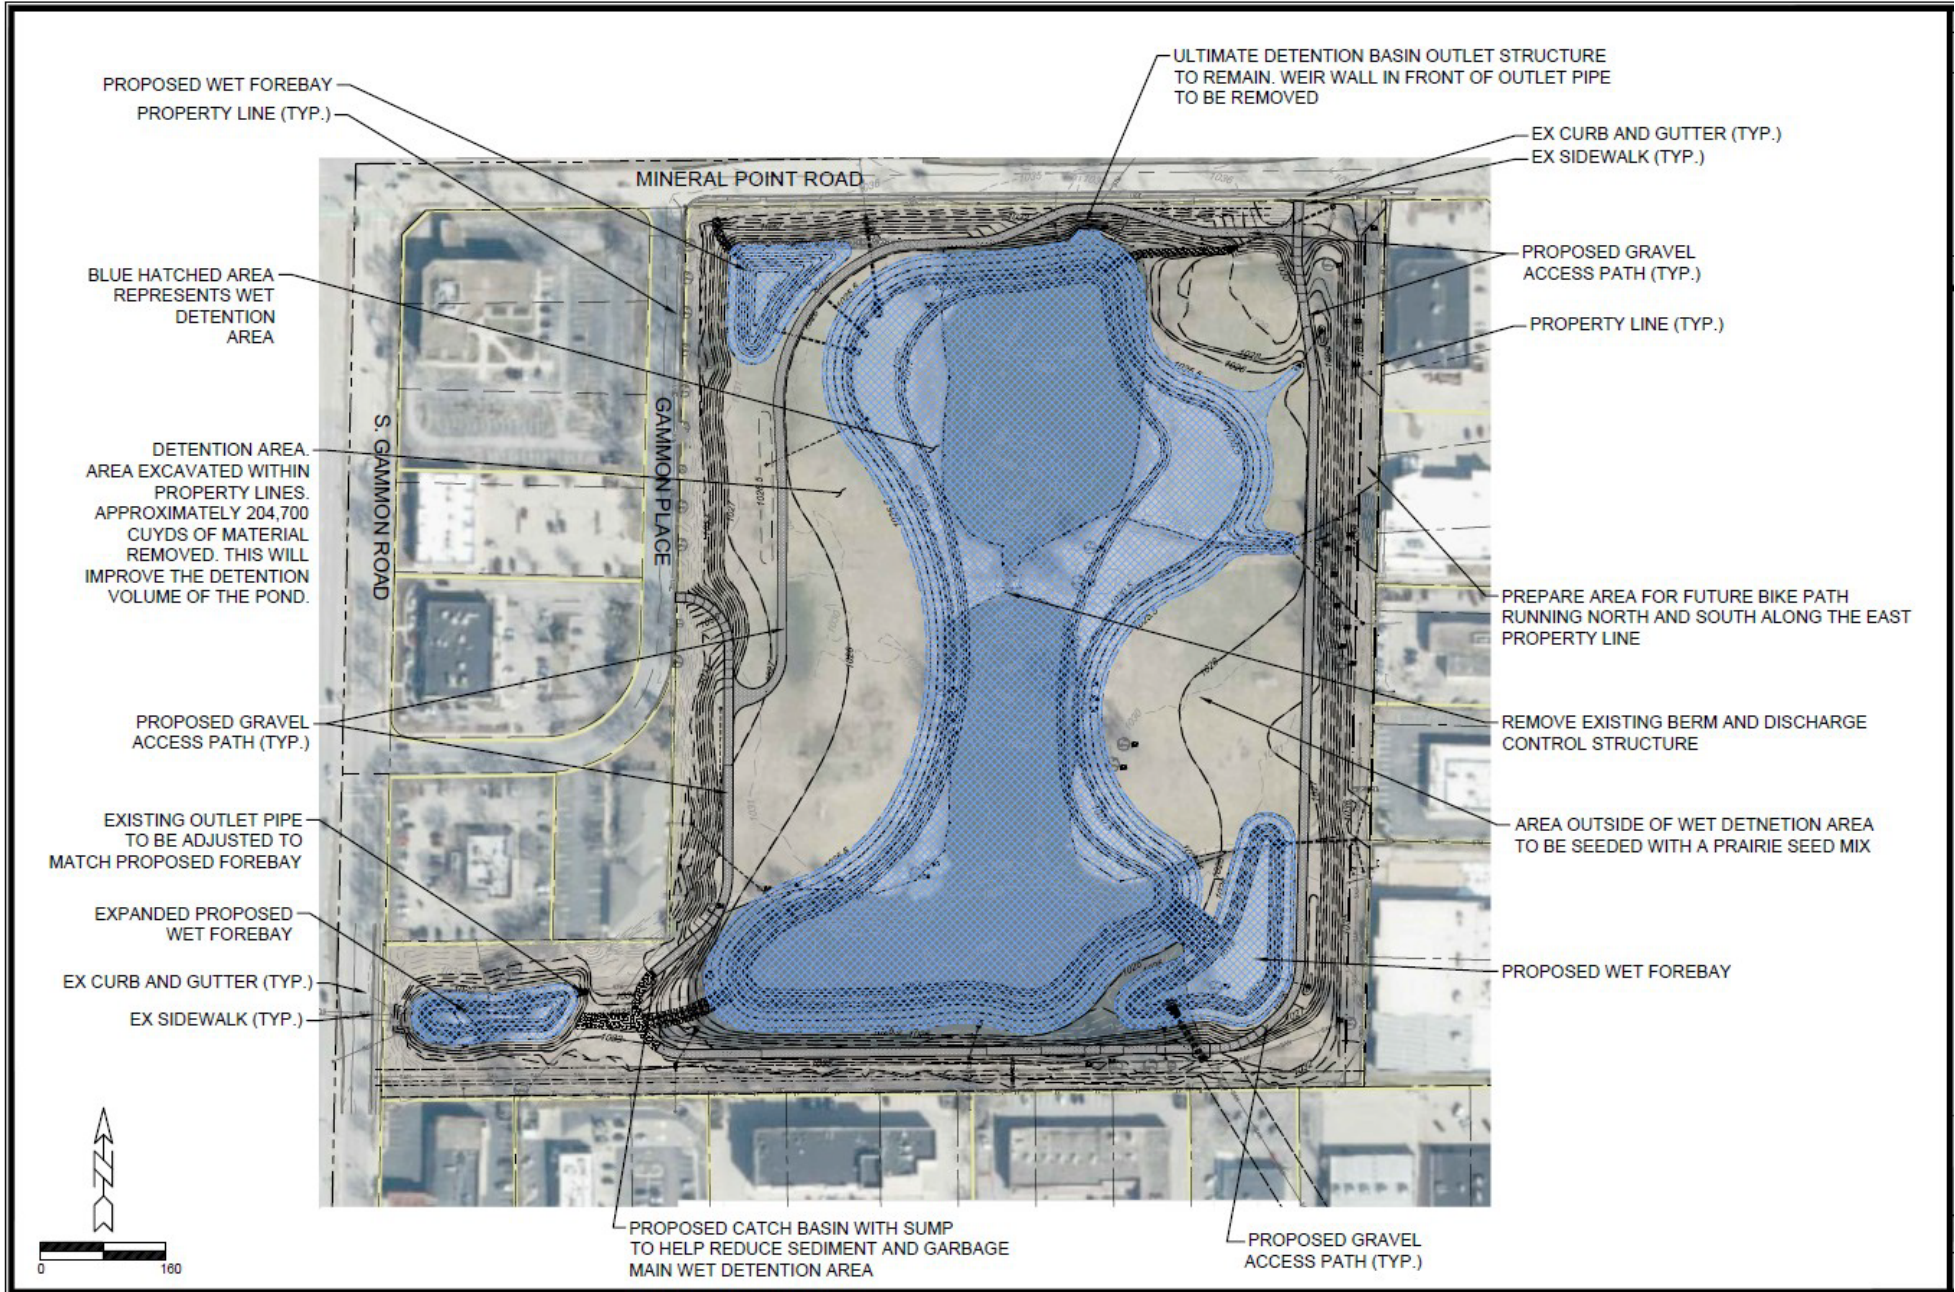 PROPOSED WET FOREBAY
PROPERTY LINE (TYP.)
ULTIMATE DETENTION BASIN OUTLET STRUCTURE
TO REMAIN. WEIR WALL IN FRONT OF OUTLET PIPE
TO BE REMOVED
EX CURB AND GUTTER (TYP.)
EX SIDEWALK (TYP.)
MINERAL POINT ROAD
BLUE HATCHED AREA
REPRESENTS WET
DETENTION
AREA
PROPOSED GRAVEL
ACCESS PATH (TYP.)
PROPERTY LINE (TYP.)
S. GAMMON ROAD
GAMMON PLACE
DETENTION AREA.
AREA EXCAVATED WITHIN
PROPERTY LINES.
APPROXIMATELY 204,700
CUYDS OF MATERIAL
REMOVED. THIS WILL
IMPROVE THE DETENTION
VOLUME OF THE POND.
PREPARE AREA FOR FUTURE BIKE PATH
RUNNING NORTH AND SOUTH ALONG THE EAST
PROPERTY LINE
PROPOSED GRAVEL
ACCESS PATH (TYP.)
REMOVE EXISTING BERM AND DISCHARGE
CONTROL STRUCTURE
EXISTING OUTLET PIPE
TO BE ADJUSTED TO
MATCH PROPOSED FOREBAY
AREA OUTSIDE OF WET DETNETION AREA
TO BE SEEDED WITH A PRAIRIE SEED MIX
EXPANDED PROPOSED
WET FOREBAY
PROPOSED WET FOREBAY
EX CURB AND GUTTER (TYP.)
EX SIDEWALK (TYP.)
PROPOSED CATCH BASIN WITH SUMP
TO HELP REDUCE SEDIMENT AND GARBAGE
MAIN WET DETENTION AREA
PROPOSED GRAVEL
ACCESS PATH (TYP.)
N
0 160